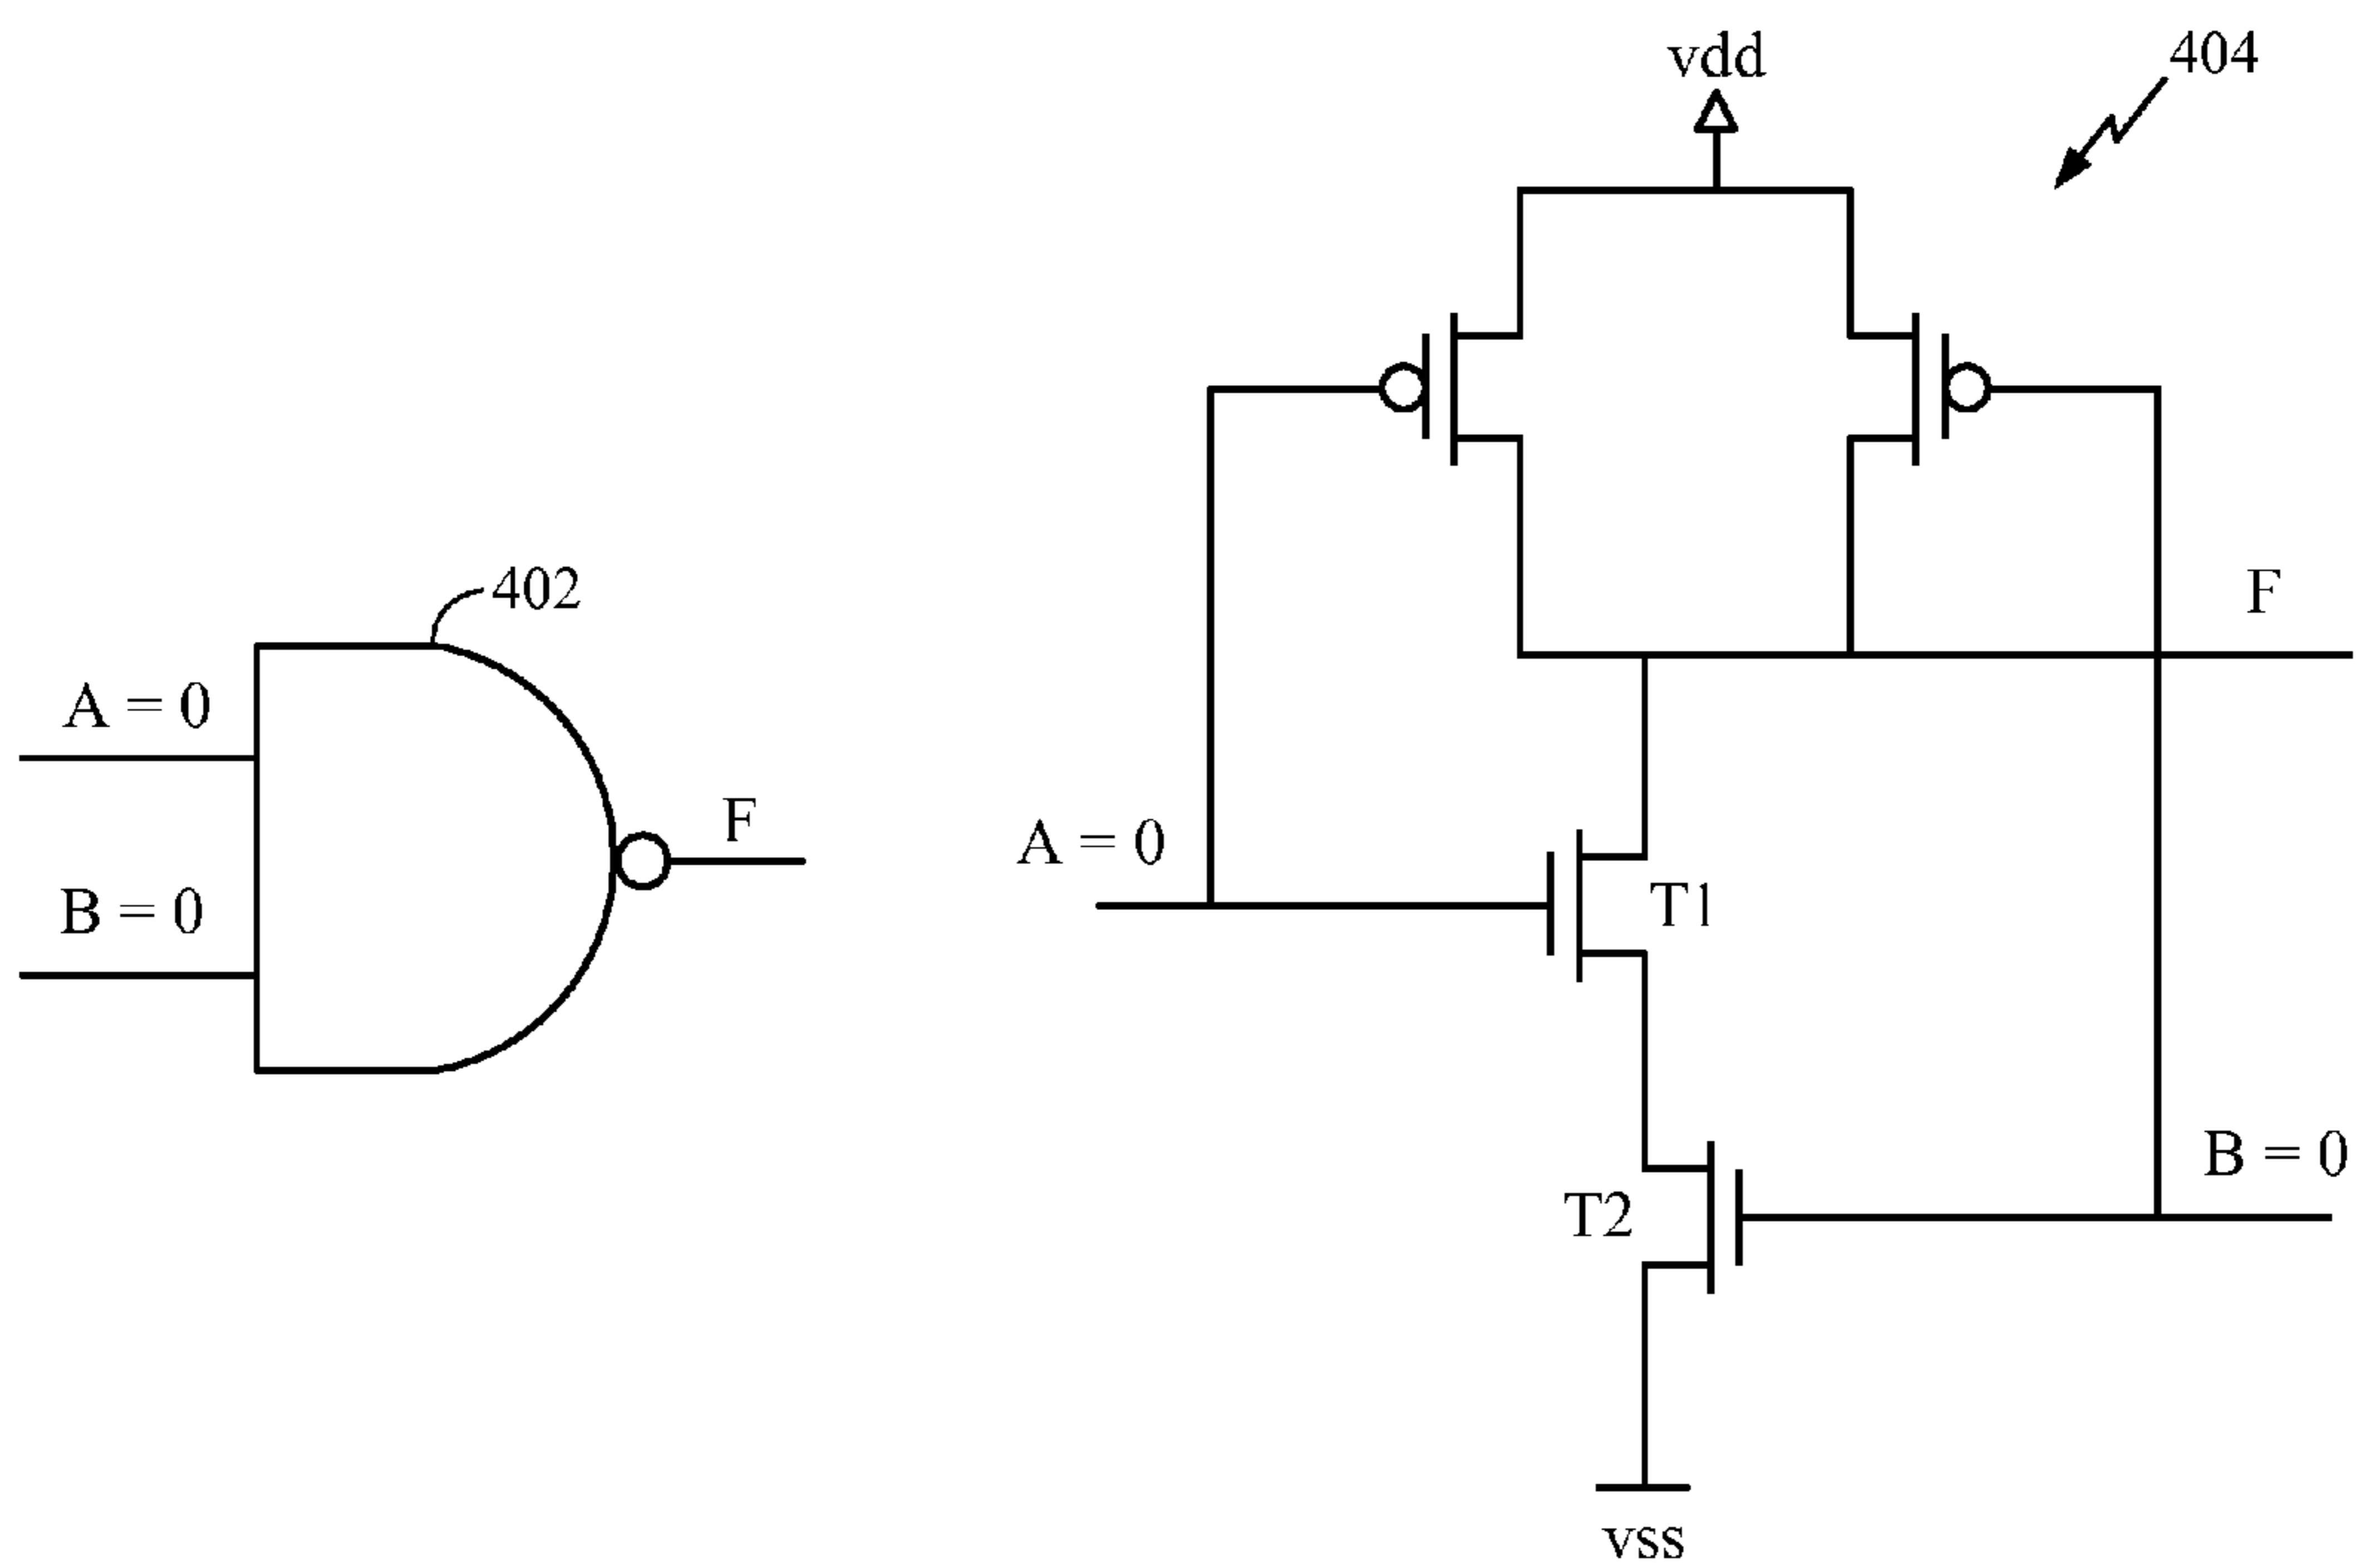 vdd
404
402
F
A = 0
F
A = 0
T1
B = 0
B = 0
T2
vss